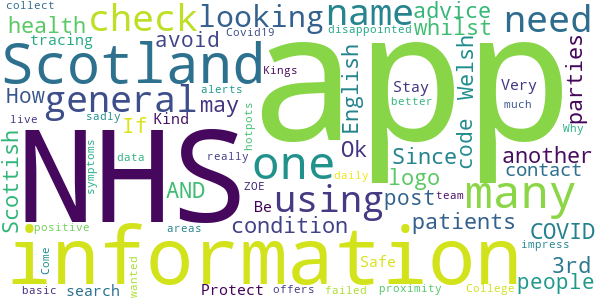 collect
health
check
looking
name
advice
need
tracing
avoid
Covid19
disappointed
whilst
Scotland
app
Kings
How
general
alerts
may
hotpots
English
Stay
better
Very
much
code
Welsh
parties
live
sadly
If
Kind
NHS
Scottish
symptoms
data
AND
really
ZOE
one
Ok
Since
logo
daily
another
contact
Why
using
Be
post
team
many
positive
areas
condition
patients
COVID
information
Come
wanted
Safe
impress
3rd
basic
search
Protect
offers
failed
proximity
College
people